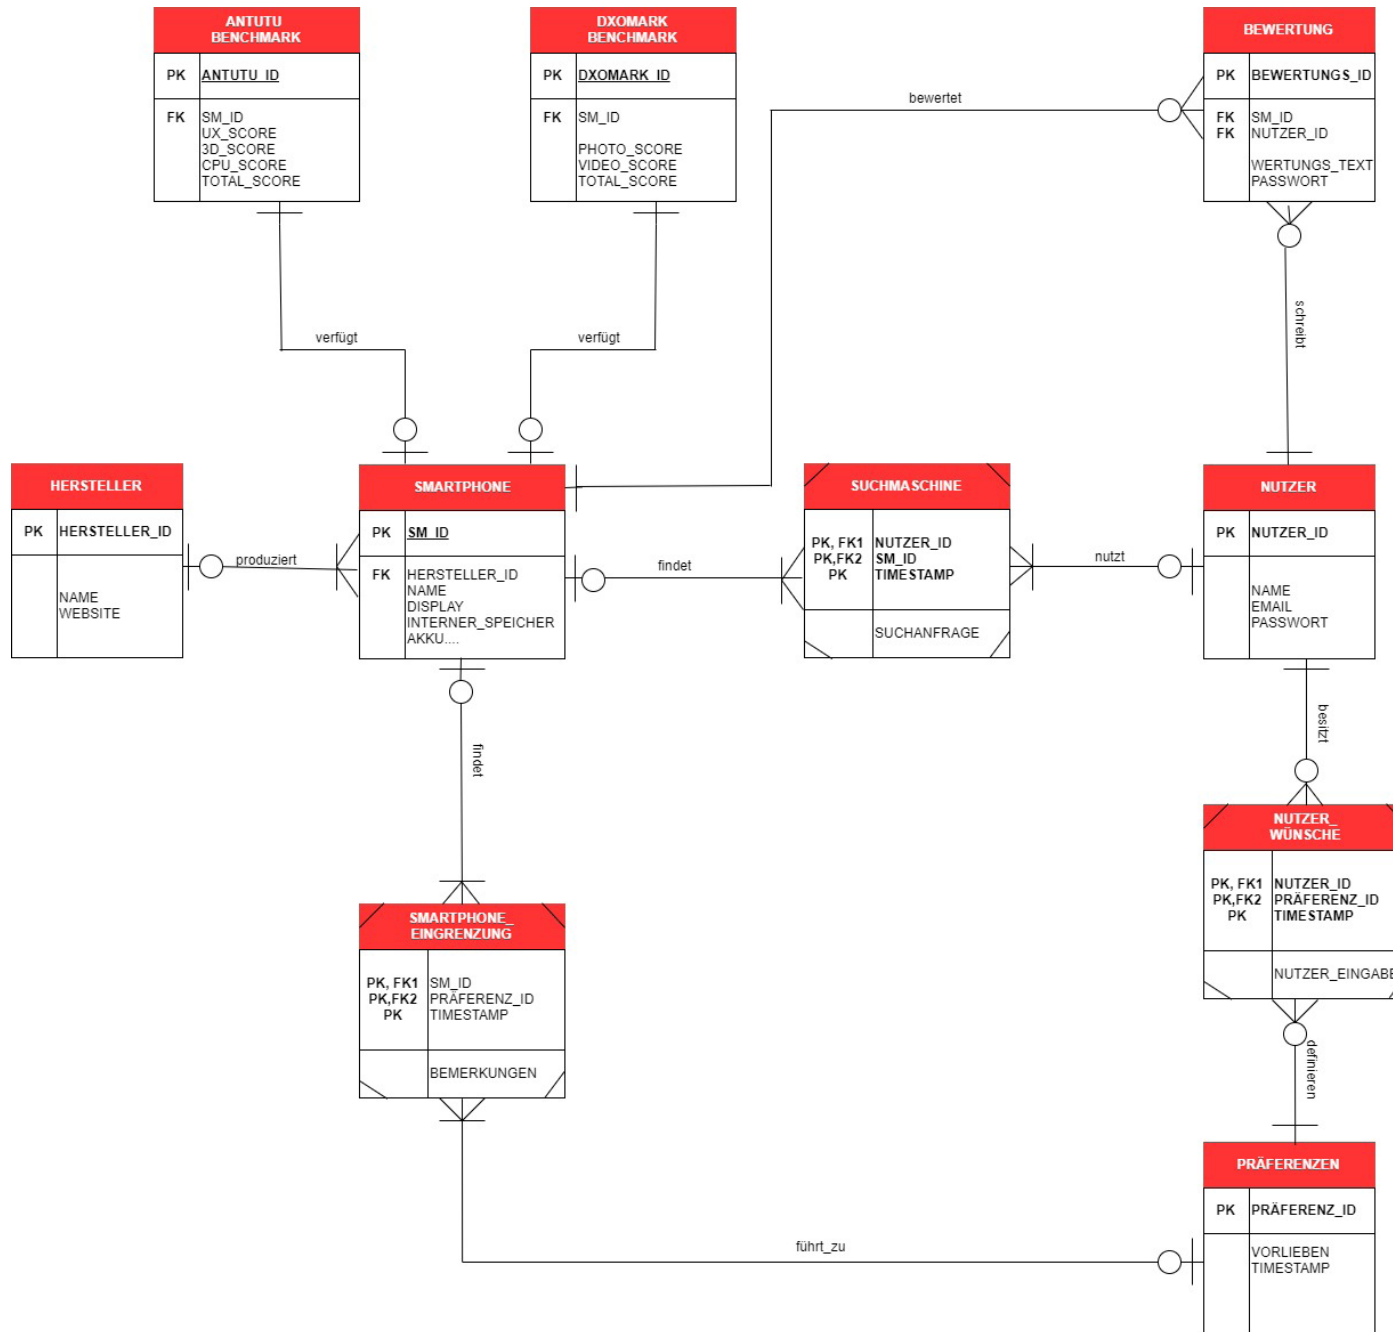 ANTUTU
BENCHMARK
PK ANTUTU_ID
FK SM_ID
UX_SCORE
3D_SCORE
CPU_SCORE
TOTAL_SCORE
DXOMARK
BENCHMARK
PK DXOMARK_ID
FK SM_ID
PHOTO_SCORE
VIDEO_SCORE
TOTAL_SCORE
BEWERTUNG
PK BEWERTUNGS_ID
FK SM_ID
FK NUTZER_ID
WERTUNGS_TEXT
PASSWORT
bewertet
verfügt
verfügt
schreibt
HERSTELLER
PK HERSTELLER_ID
NAME
WEBSITE
produziert
SMARTPHONE
PK SM_ID
FK HERSTELLER_ID
NAME
DISPLAY
INTERNER_SPEICHER
AKKU....
findet
SUCHMASCHINE
PK, FK1 NUTZER_ID
PK,FK2 SM_ID
PK TIMESTAMP
SUCHANFRAGE
nutzt
NUTZER
PK NUTZER_ID
NAME
EMAIL
PASSWORT
findet
besitzt
NUTZER_
WÜNSCHE
PK, FK1 NUTZER_ID
PK,FK2 PRÄFERENZ_ID
PK TIMESTAMP
NUTZER_EINGABE
SMARTPHONE_
EINGRENZUNG
PK, FK1 SM_ID
PK,FK2 PRÄFERENZ_ID
PK TIMESTAMP
BEMERKUNGEN
definieren
führt_zu
PRÄFERENZEN
PK PRÄFERENZ_ID
VORLIEBEN
TIMESTAMP